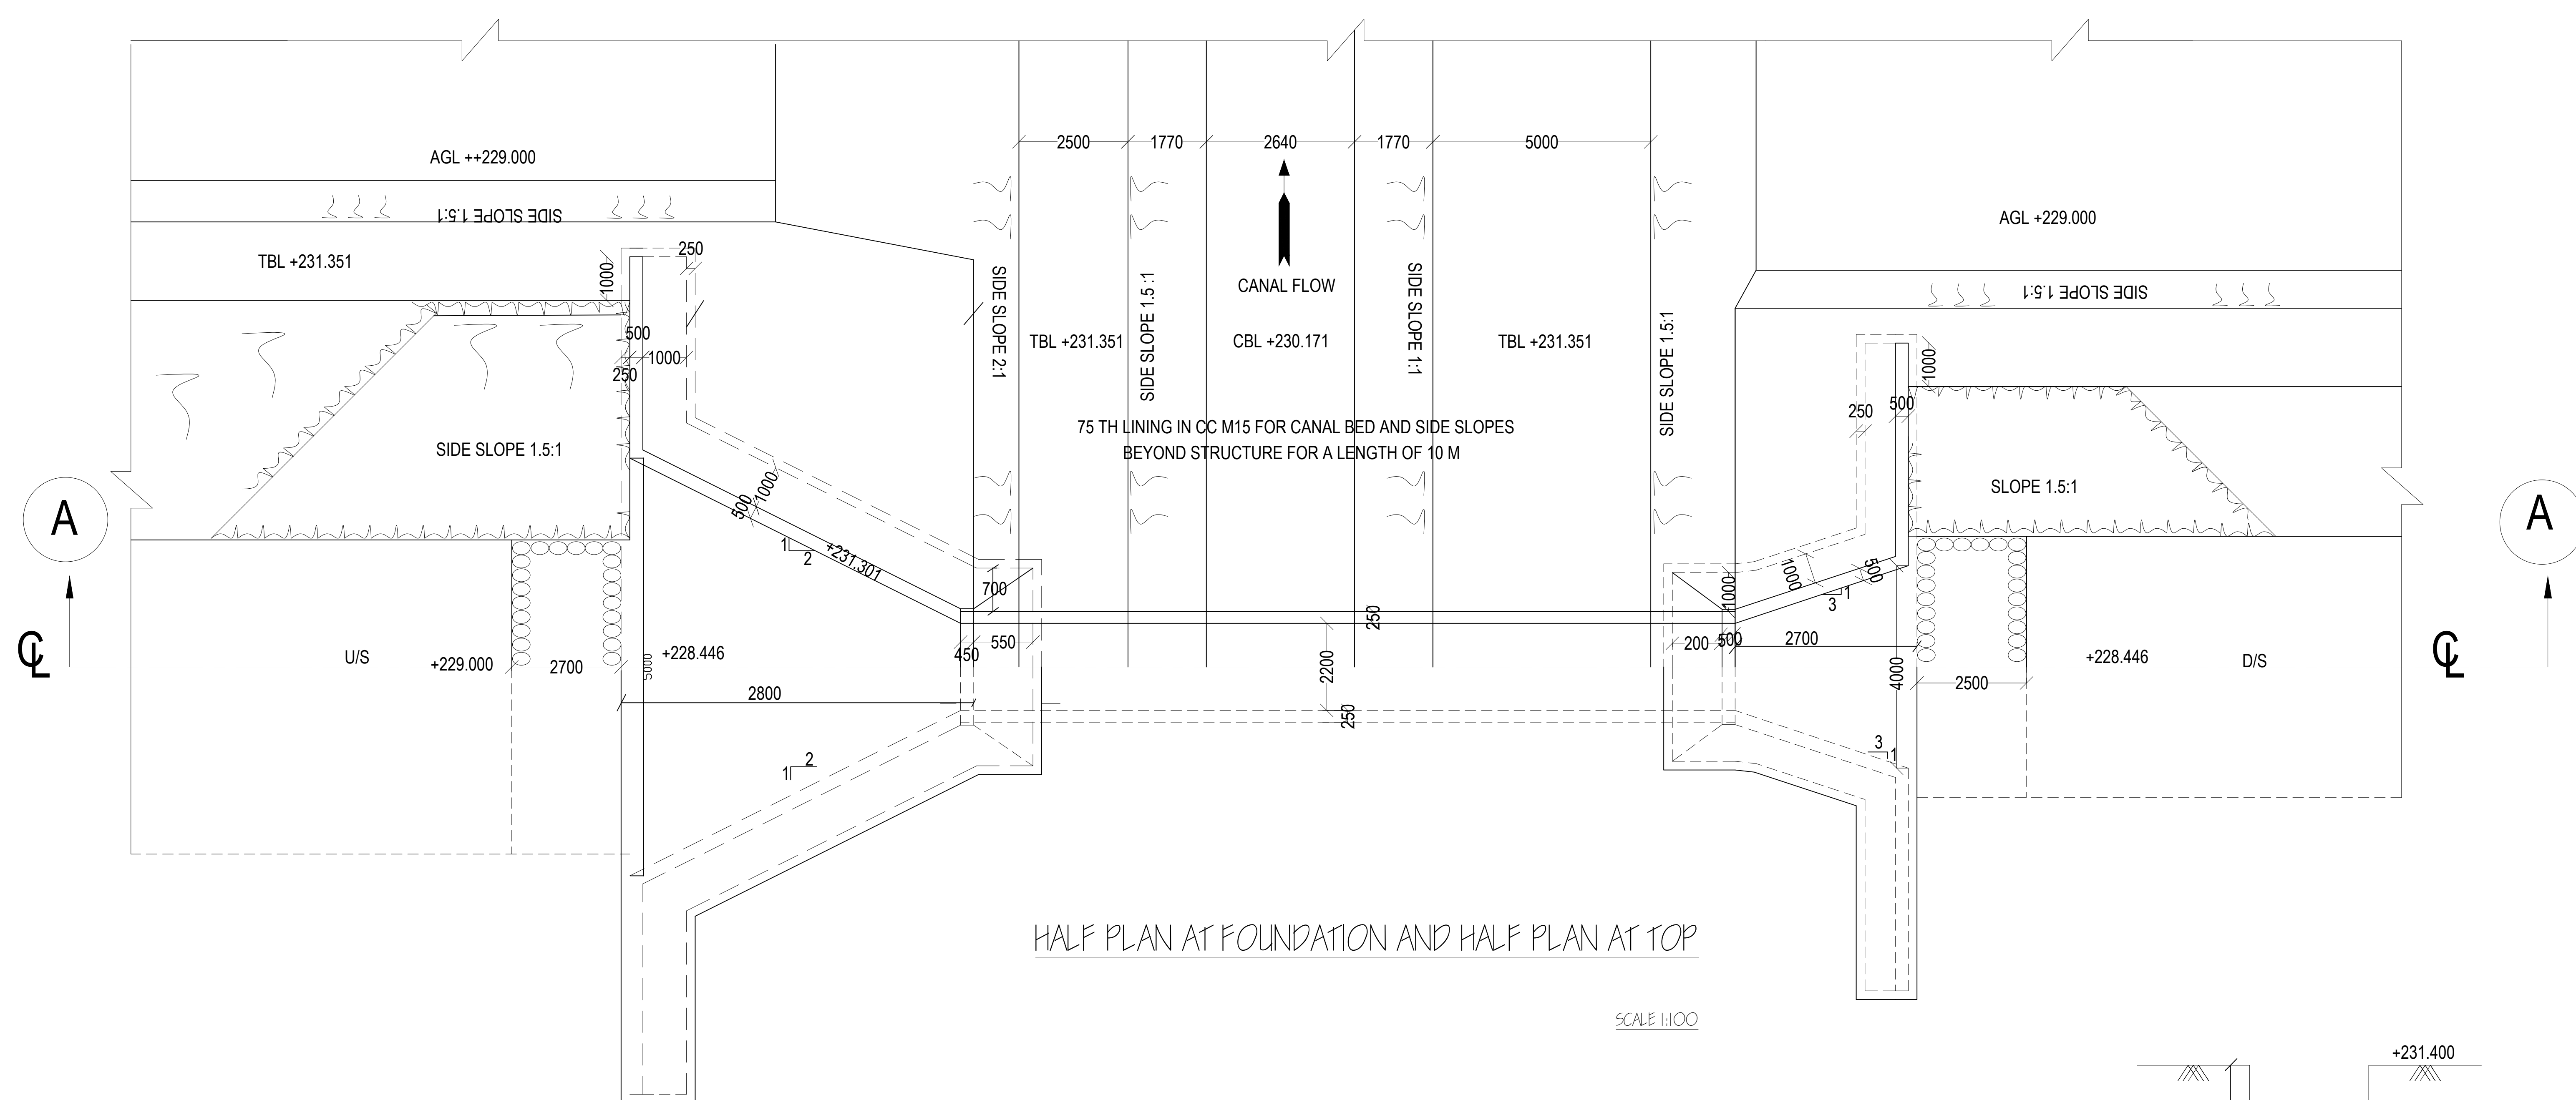 2500
1770
2640
1770
5000
AGL ++229.000
SIDE SLOPE 1.5:1
AGL +229.000
250
TBL +231.351
1000
SIDE SLOPE 2:1
SIDE SLOPE 1.5 :1
CANAL FLOW
SIDE SLOPE 1:1
SIDE SLOPE 1.5:1
SIDE SLOPE 1.5:1
500
1000
250
TBL +231.351
CBL +230.171
TBL +231.351
1000
250
500
75 TH LINING IN CC M15 FOR CANAL BED AND SIDE SLOPES
BEYOND STRUCTURE FOR A LENGTH OF 10 M
SIDE SLOPE 1.5:1
SLOPE 1.5:1
A
A
500
1000
1
2
+231.301
700
1000
1000
500
3
1
250
550
450
200
500
2700
℄
U/S
+229.000
2700
5000
+228.446
2200
4000
2500
+228.446
D/S
℄
2800
250
1
2
3
1
HALF PLAN AT FOUNDATION AND HALF PLAN AT TOP
SCALE 1:100
+231.400